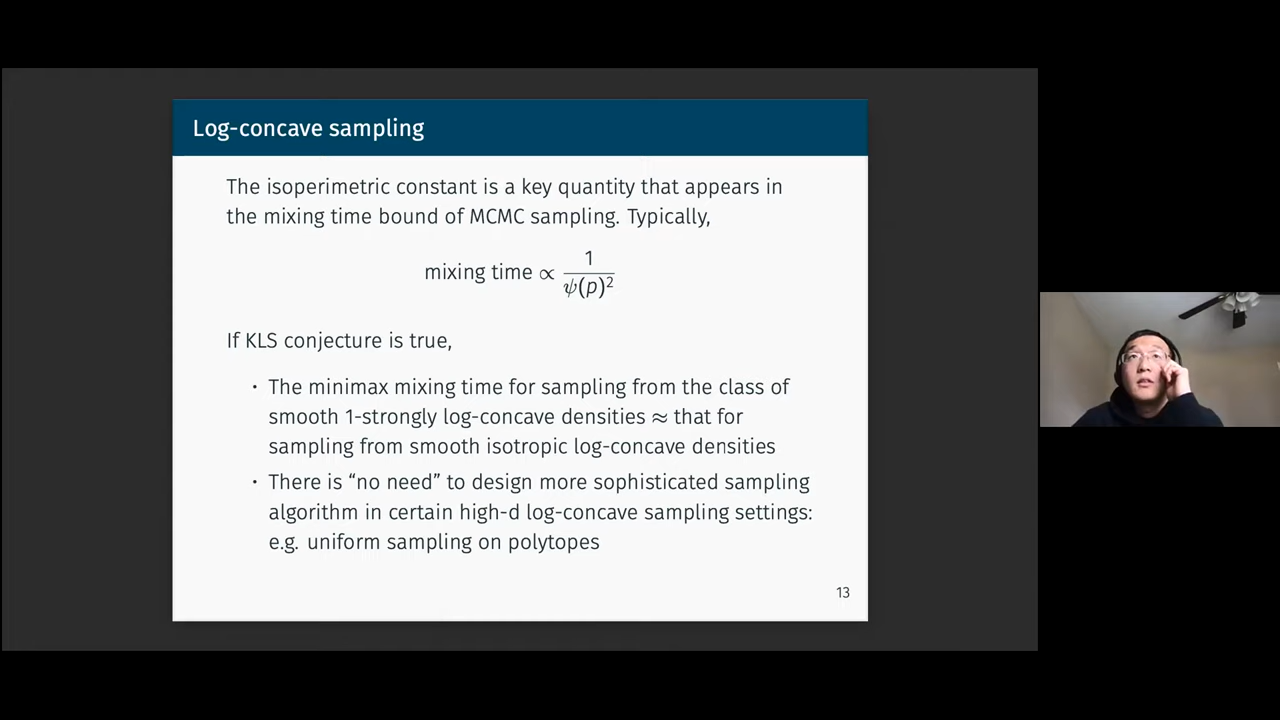 Log-concave sampling
The isoperimetric constant is a key quantity that appears in
the mixing time bound of MCMC sampling. Typically,
mixing time ∝ 1/ψ(p)²
If KLS conjecture is true,
· The minimax mixing time for sampling from the class of
smooth 1-strongly log-concave densities ≈ that for
sampling from smooth isotropic log-concave densities
· There is “no need” to design more sophisticated sampling
algorithm in certain high-d log-concave sampling settings:
e.g. uniform sampling on polytopes
13